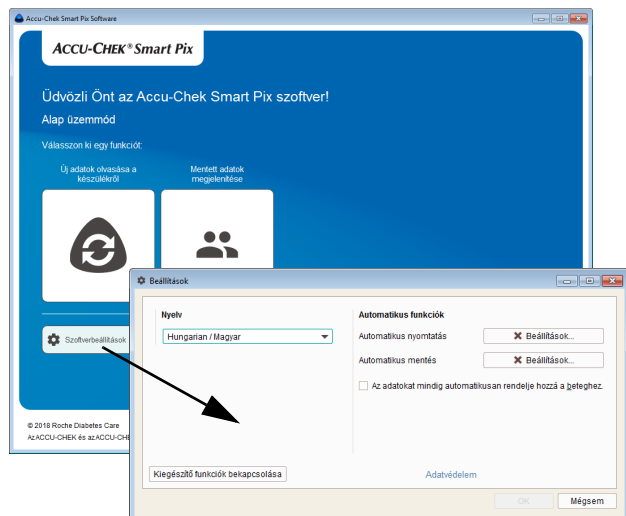 Accu-Chek Smart Pix Software
ACCU-CHEK® Smart Pix
Üdvözli Önt az Accu-Chek Smart Pix szoftver!
Alap üzemmód
Válasszon ki egy funkciót:
Új adatok olvasása a
készülékről
Mentett adatok
megjelenítése
Szoftverbeállítások
© 2018 Roche Diabetes Care
Az ACCU-CHEK és az ACCU-CHE
Beállítások
Nyelv
Hungarian / Magyar
Automatikus funkciók
Automatikus nyomtatás
Beállítások...
Automatikus mentés
Beállítások...
Az adatokat mindig automatikusan rendelje hozzá a beteghez.
Kiegészítő funkciók bekapcsolása
Adatvédelem
OK
Mégsem